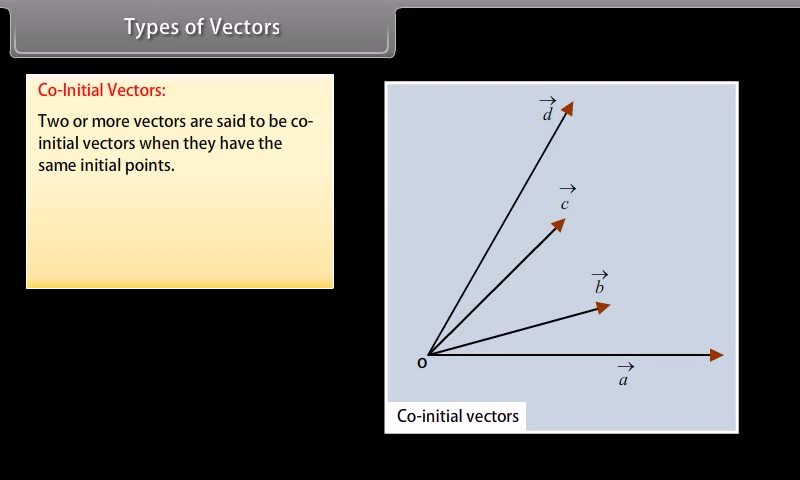 Types of Vectors
Co-Initial Vectors:
Two or more vectors are said to be co-
initial vectors when they have the
same initial points.
d
c
b
O
a
Co-initial vectors